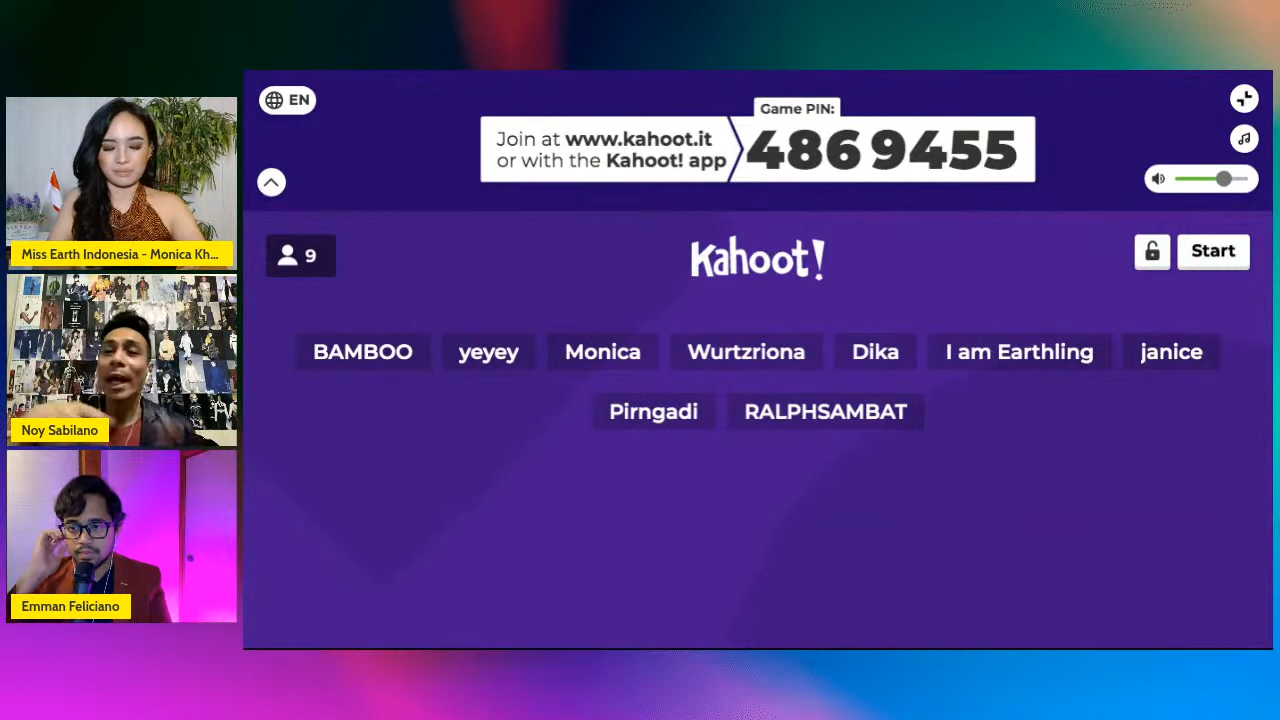 EN
Join at www.kahoot.it
or with the Kahoot! app
Game PIN:
486 9455
9
Kahoot!
Start
BAMBOO yeyey Monica Wurtzriona Dika I am Earthling janice
Pirngadi RALPHSAMBAT
Miss Earth Indonesia - Monica Kh...
Noy Sabilano
Emman Feliciano